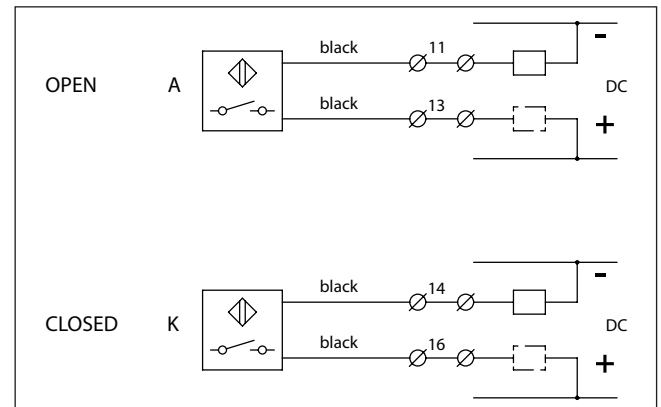 black 11 -
OPEN A DC
black 13 +
black 14 -
CLOSED K DC
black 16 +